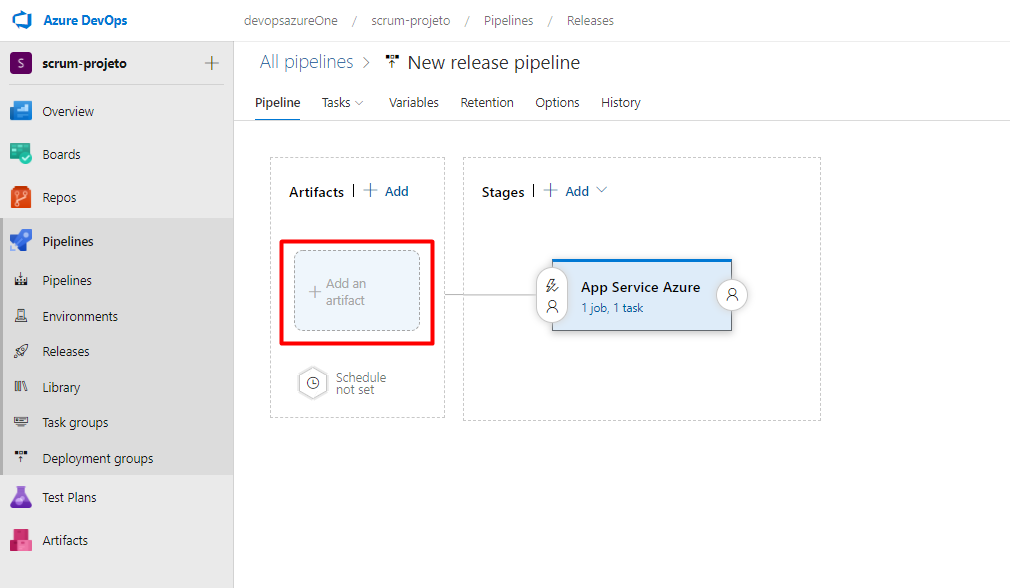 Azure DevOps
devopsazureOne / scrum-projeto / Pipelines / Releases
S scrum-projeto
Overview
Boards
Repos
Pipelines
Pipelines
Environments
Releases
Library
Task groups
Deployment groups
Test Plans
Artifacts
All pipelines > New release pipeline
Pipeline Tasks Variables Retention Options History
Artifacts | + Add
Stages | + Add
+ Add an
artifact
Schedule
not set
App Service Azure
1 job, 1 task